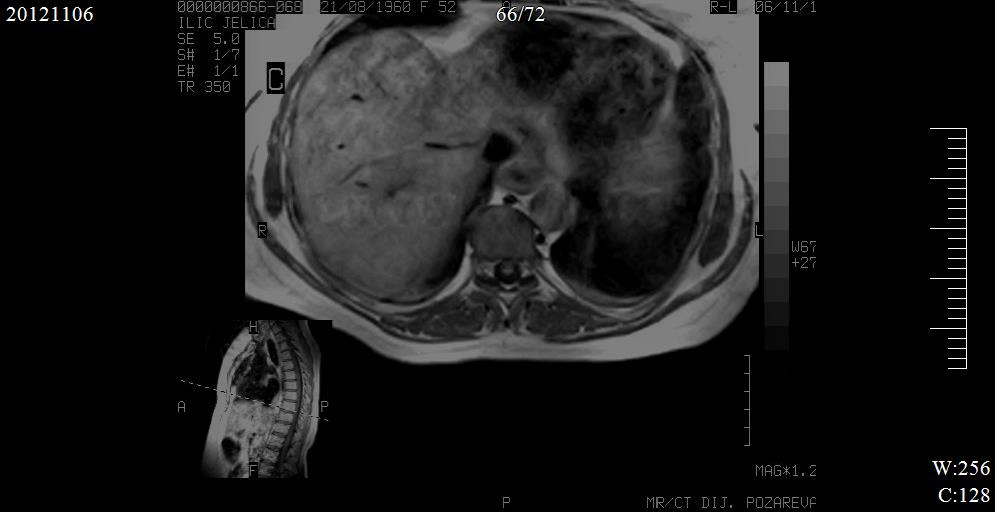 20121106
0000000866-068
21/08/1960 F 52
A
66/72
R-L
06/11/1
ILIC JELICA
SE 5.0
S# 1/7
E# 1/1
TR 350
C
R
L
W67
+27
H
A
P
F
MAG*1.2
W:256
C:128
P
MR/CT DIJ. POZAREVA